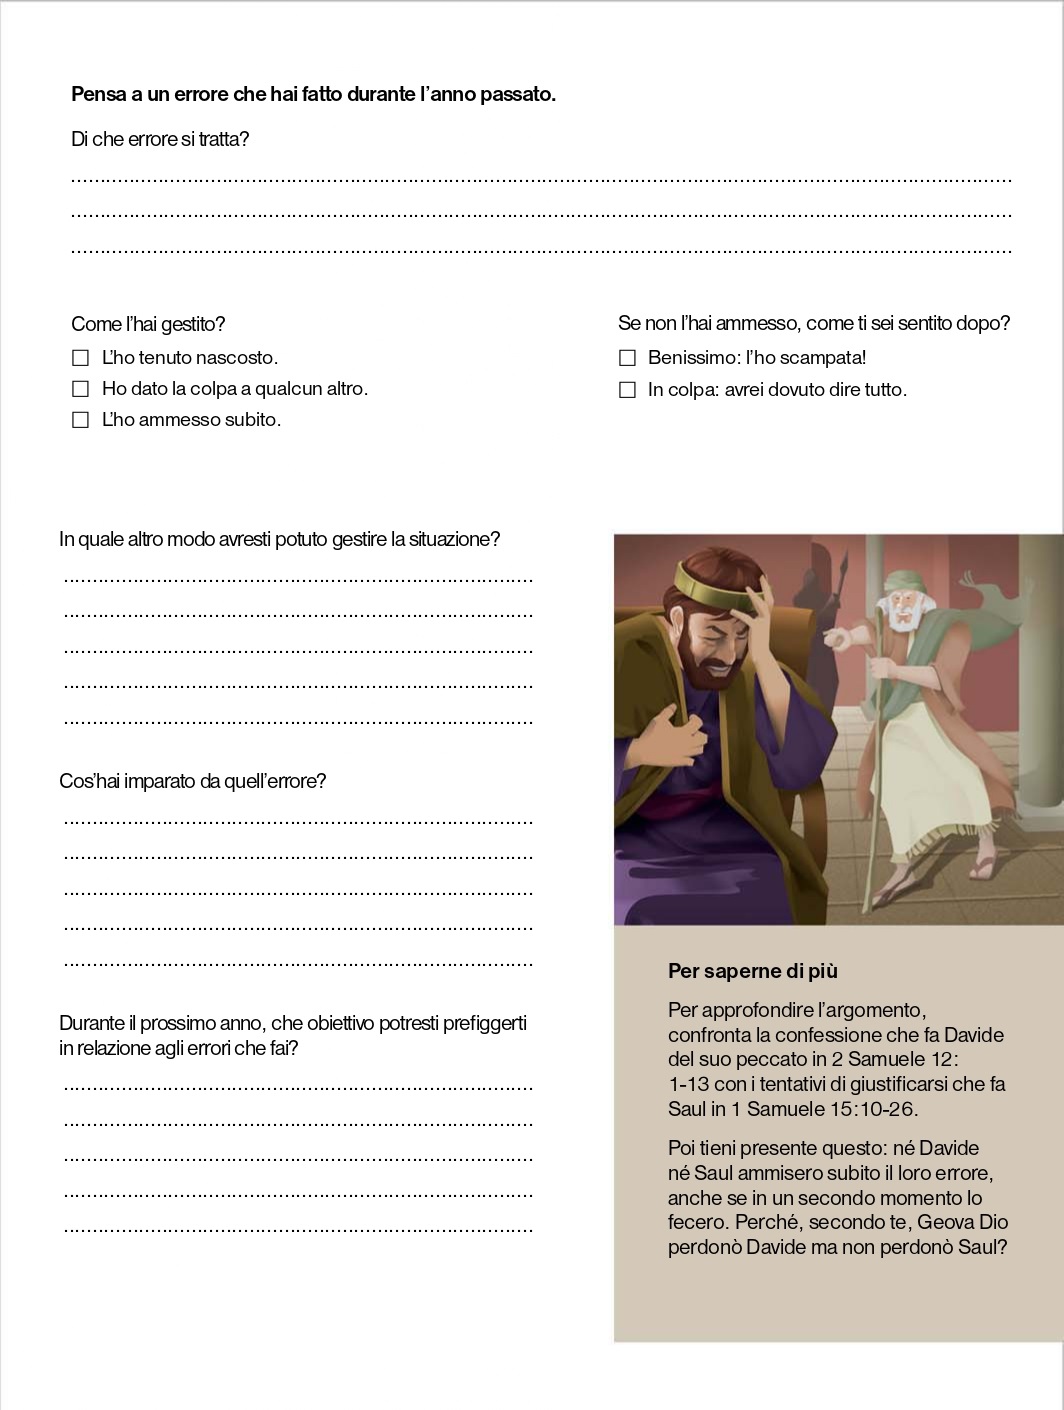 Pensa a un errore che hai fatto durante l'anno passato.
Di che errore si tratta?
Come l'hai gestito?
☐ L'ho tenuto nascosto.
☐ Ho dato la colpa a qualcun altro.
☐ L'ho ammesso subito.
Se non l'hai ammesso, come ti sei sentito dopo?
☐ Benissimo: l'ho scampata!
☐ In colpa: avrei dovuto dire tutto.
In quale altro modo avresti potuto gestire la situazione?
Cos'hai imparato da quell'errore?
Durante il prossimo anno, che obiettivo potresti prefiggerti
in relazione agli errori che fai?
Per saperne di più
Per approfondire l'argomento,
confronta la confessione che fa Davide
del suo peccato in 2 Samuele 12:
1-13 con i tentativi di giustificarsi che fa
Saul in 1 Samuele 15:10-26.
Poi tieni presente questo: né Davide
né Saul ammisero subito il loro errore,
anche se in un secondo momento lo
fecero. Perché, secondo te, Geova Dio
perdonò Davide ma non perdonò Saul?